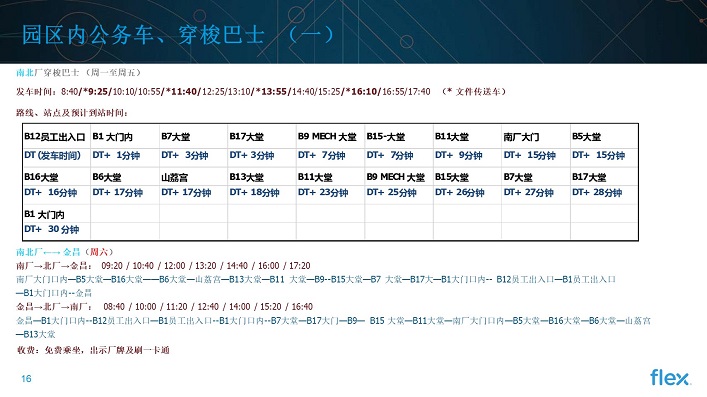 园区内公务车、穿梭巴士 （一）
南北厂穿梭巴士 （周一至周五）
发车时间：8:40/*9:25/10:10/10:55/*11:40/12:25/13:10/*13:55/14:40/15:25/*16:10/16:55/17:40 （* 文件传送车）
路线、站点及预计到站时间：
B12员工出入口 B1 大门内 B7大堂 B17大堂 B9 MECH 大堂 B15-大堂 B11大堂 南厂大门 B5大堂
DT (发车时间) DT+ 1分钟 DT+ 3分钟 DT+ 3分钟 DT+ 7分钟 DT+ 7分钟 DT+ 9分钟 DT+ 15分钟 DT+ 15分钟
B16大堂 B6大堂 山荔宫 B13大堂 B11大堂 B9 MECH 大堂 B15大堂 B7大堂 B17大堂
DT+ 16分钟 DT+ 17分钟 DT+ 17分钟 DT+ 18分钟 DT+ 23分钟 DT+ 25分钟 DT+ 26分钟 DT+ 27分钟 DT+ 28分钟
B1 大门内
DT+ 30 分钟
南北厂←→ 金昌（周六）
南厂→北厂→金昌： 09:20 / 10:40 / 12:00 / 13:20 / 14:40 / 16:00 / 17:20
南厂大门口内—B5大堂—B16大堂—–B6大堂—山荔宫—B13大堂—B11 大堂—B9--B15大堂—B7 大堂—B17大—B1大门口内-- B12员工出入口—B1员工出入口
—B1大门口内--金昌
金昌→北厂→南厂： 08:40 / 10:00 / 11:20 / 12:40 / 14:00 / 15:20 / 16:40
金昌—B1大门口内--B12员工出入口—B1员工出入口--B1大门口内--B7大堂—B17大门—B9— B15 大堂—B11大堂—南厂大门口内—B5大堂—B16大堂—B6大堂—山荔宫
—B13大堂
收费：免费乘坐，出示厂牌及刷一卡通
16
flex